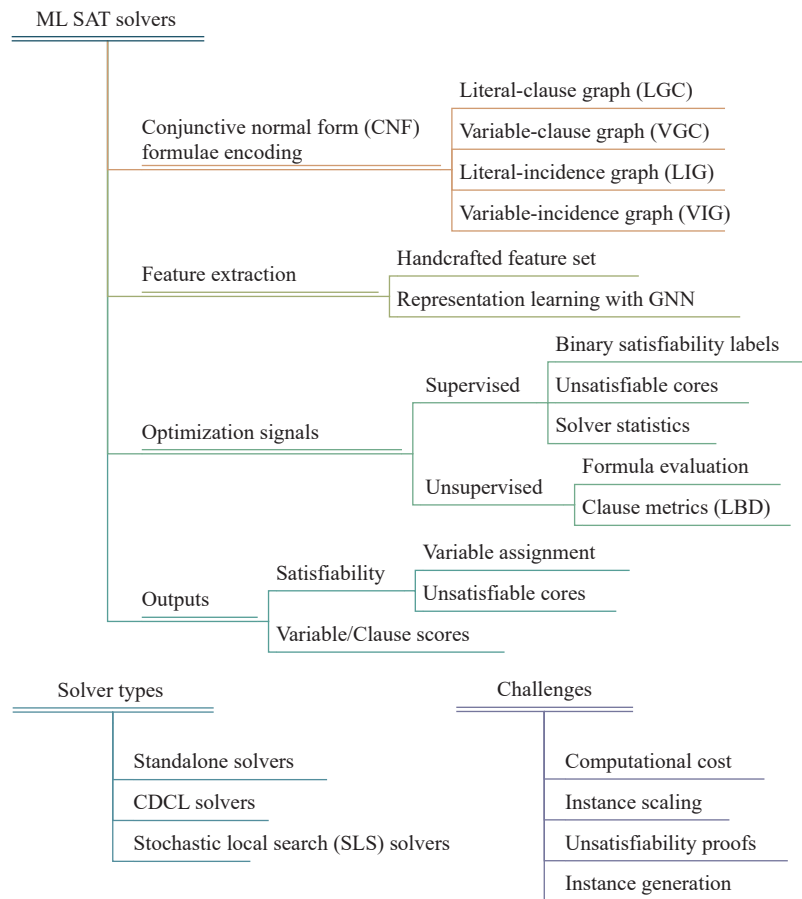 ML SAT solvers
Conjunctive normal form (CNF)
formulae encoding
Literal-clause graph (LGC)
Variable-clause graph (VGC)
Literal-incidence graph (LIG)
Variable-incidence graph (VIG)
Feature extraction
Handcrafted feature set
Representation learning with GNN
Optimization signals
Supervised
Binary satisfiability labels
Unsatisfiable cores
Solver statistics
Unsupervised
Formula evaluation
Clause metrics (LBD)
Outputs
Satisfiability
Variable assignment
Unsatisfiable cores
Variable/Clause scores
Solver types
Standalone solvers
CDCL solvers
Stochastic local search (SLS) solvers
Challenges
Computational cost
Instance scaling
Unsatisfiability proofs
Instance generation